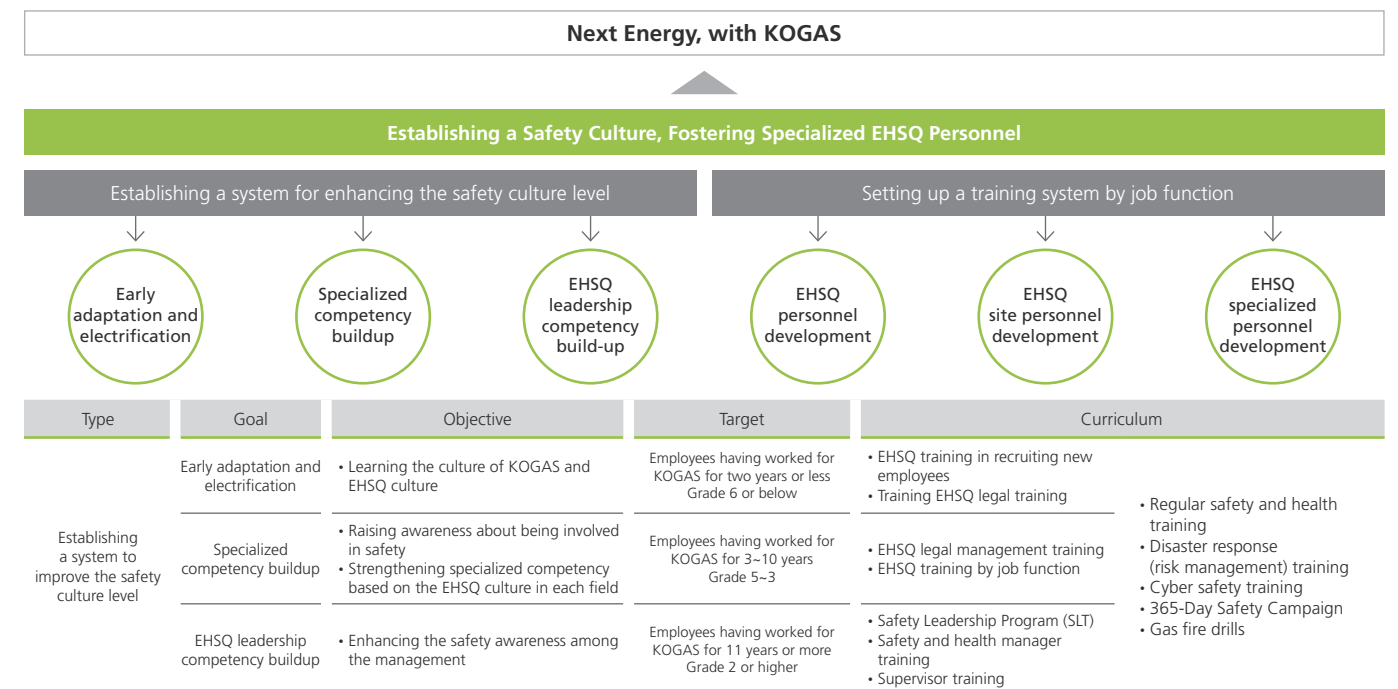 Next Energy, with KOGAS
Establishing a Safety Culture, Fostering Specialized EHSQ Personnel
Establishing a system for enhancing the safety culture level
Setting up a training system by job function
Early
adaptation and
electrification
Specialized
competency
buildup
EHSQ
leadership
competency
build-up
EHSQ
personnel
development
EHSQ
site personnel
development
EHSQ
specialized
personnel
development
Type
Goal
Objective
Target
Curriculum
Establishing
a system to
improve the safety
culture level
Early adaptation and
electrification
• Learning the culture of KOGAS and
EHSQ culture
Employees having worked for
KOGAS for two years or less
Grade 6 or below
• EHSQ training in recruiting new
employees
• Training EHSQ legal training
Specialized
competency buildup
• Raising awareness about being involved
in safety
• Strengthening specialized competency
based on the EHSQ culture in each field
Employees having worked for
KOGAS for 3~10 years
Grade 5~3
• EHSQ legal management training
• EHSQ training by job function
EHSQ leadership
competency buildup
• Enhancing the safety awareness among
the management
Employees having worked for
KOGAS for 11 years or more
Grade 2 or higher
• Safety Leadership Program (SLT)
• Safety and health manager
training
• Supervisor training
• Regular safety and health
training
• Disaster response
(risk management) training
• Cyber safety training
• 365-Day Safety Campaign
• Gas fire drills